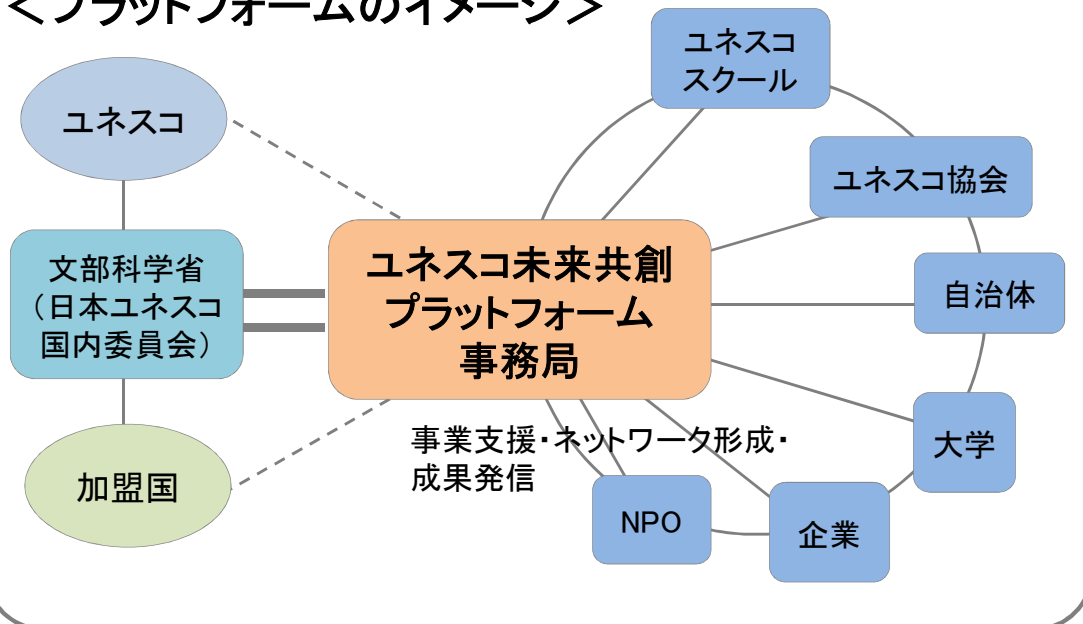 ＜プラットフォームのイメージ＞
ユネスコ
文部科学省
（日本ユネスコ
国内委員会）
加盟国
ユネスコ未来共創
プラットフォーム
事務局
事業支援・ネットワーク形成・
成果発信
ユネスコ
スクール
ユネスコ協会
自治体
大学
企業
NPO